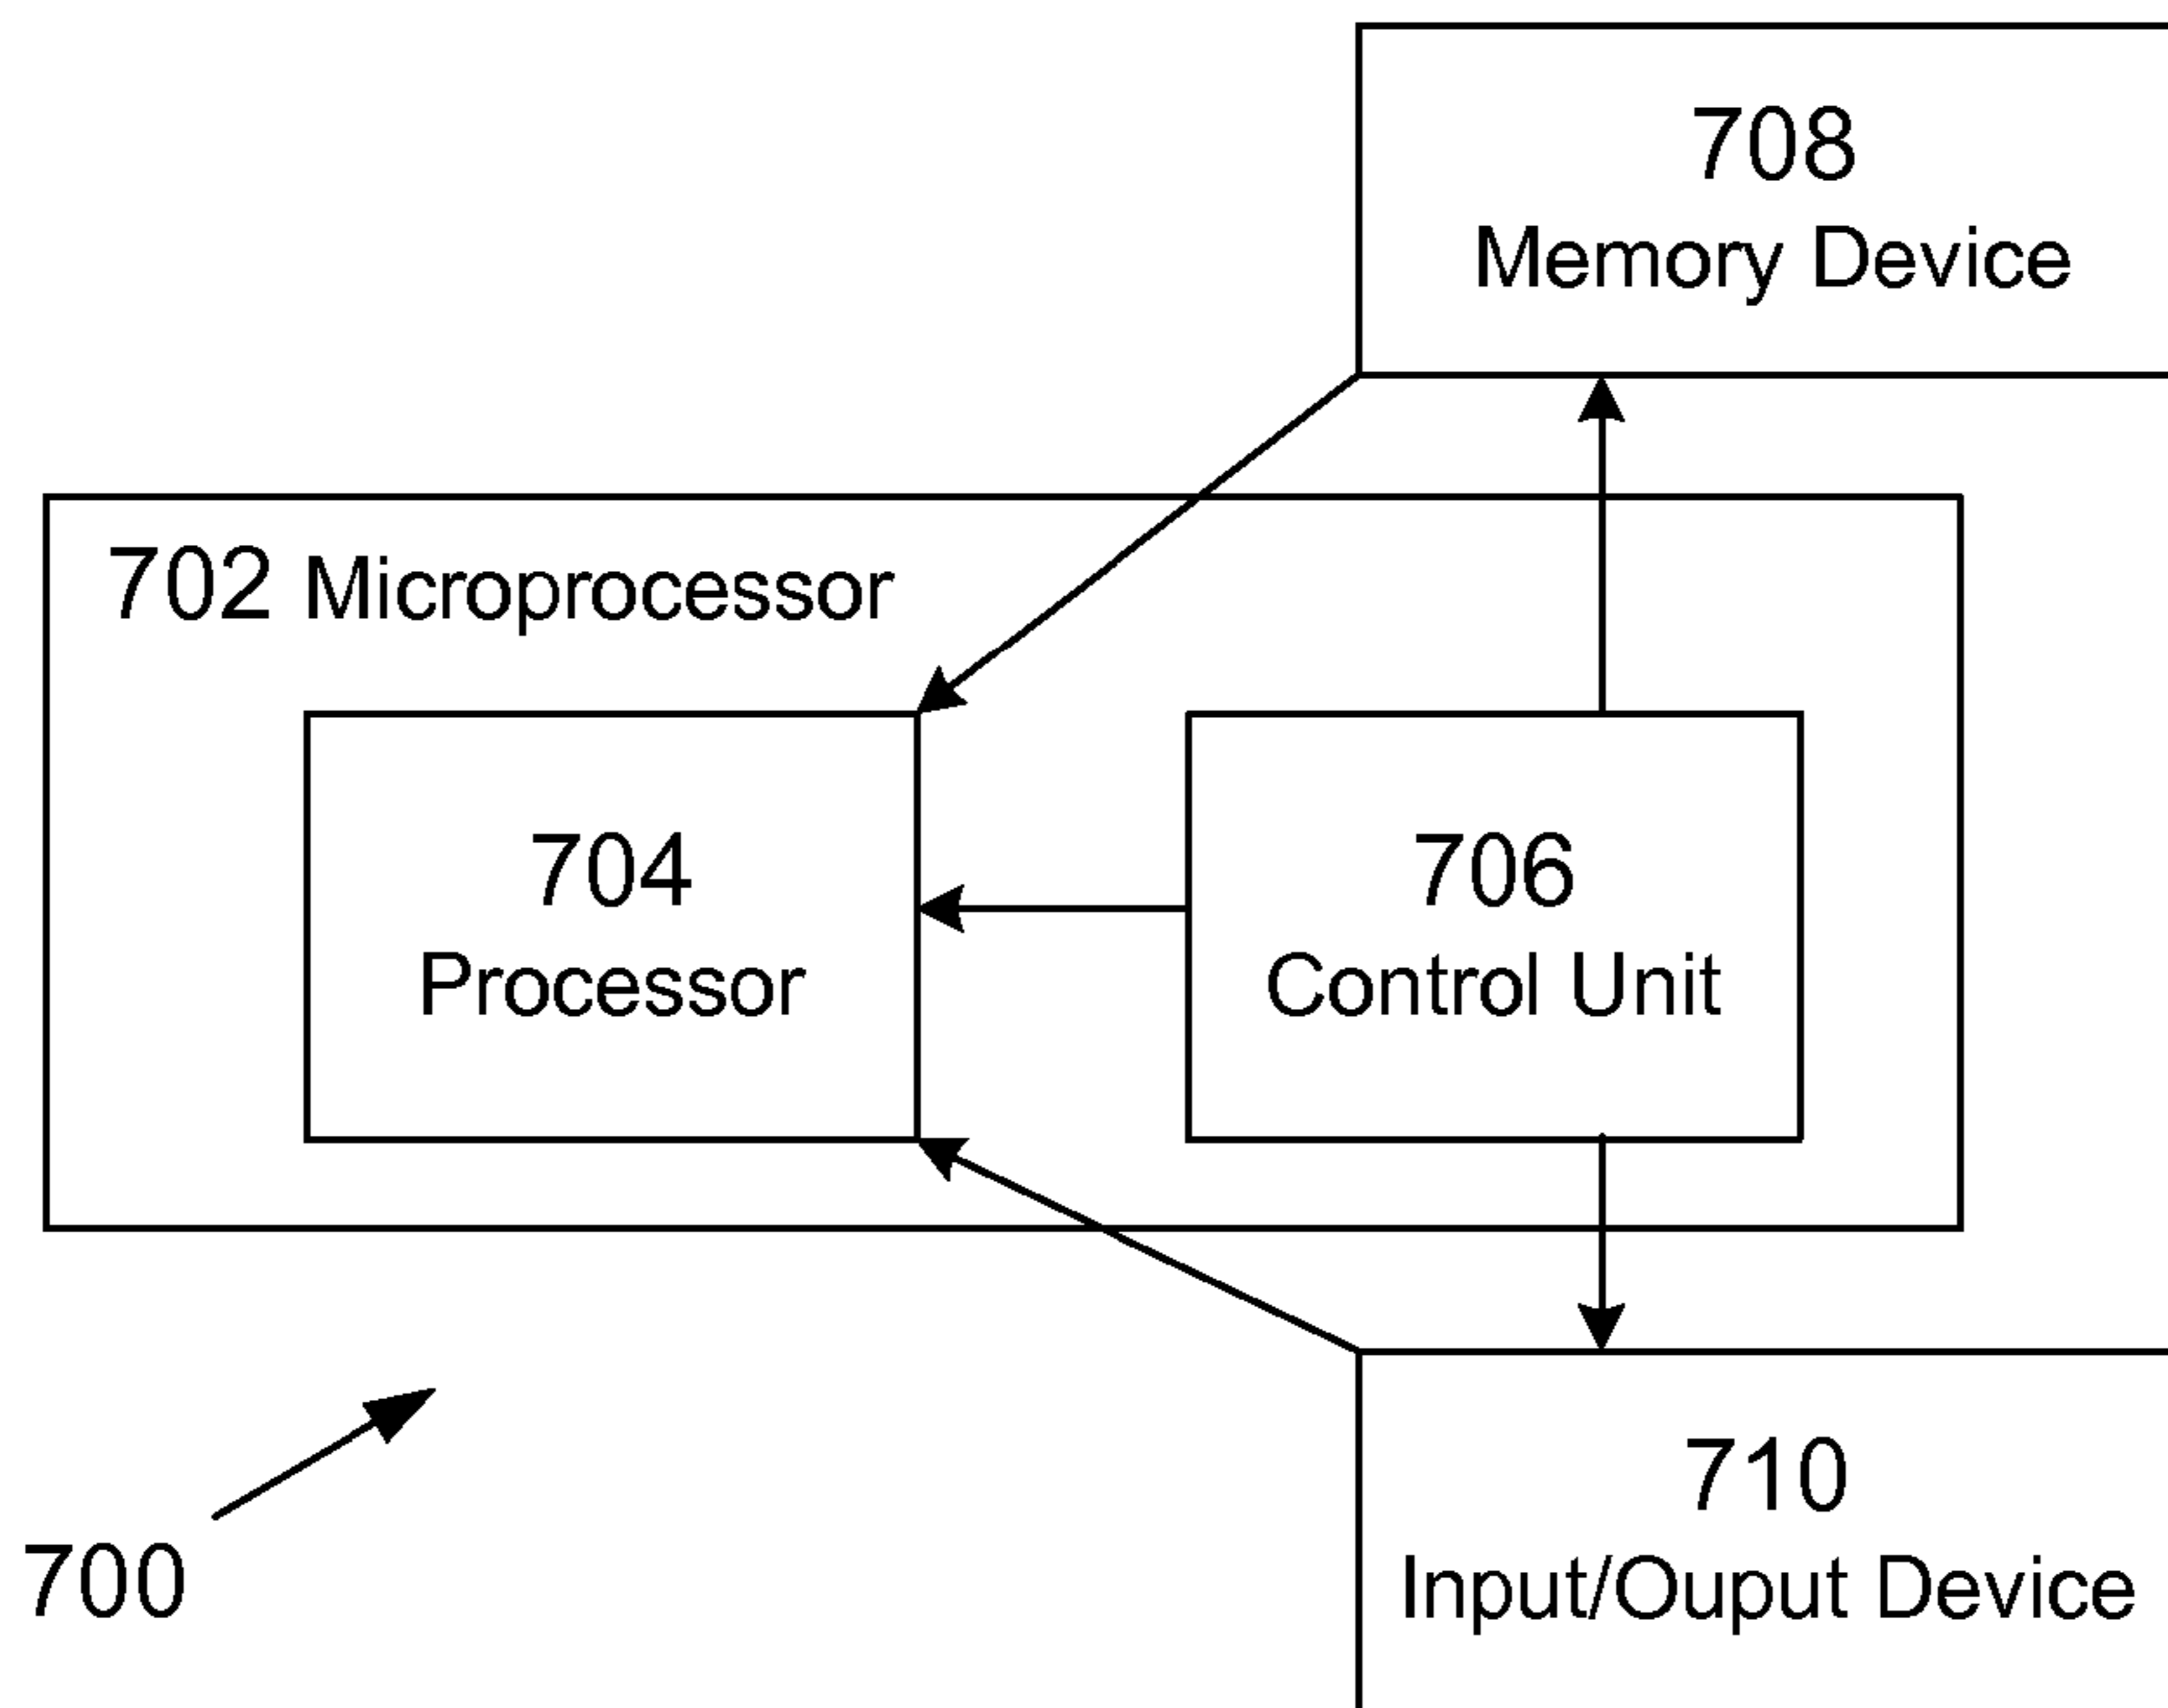 708
Memory Device
702 Microprocessor
704
Processor
706
Control Unit
710
Input/Ouput Device
700